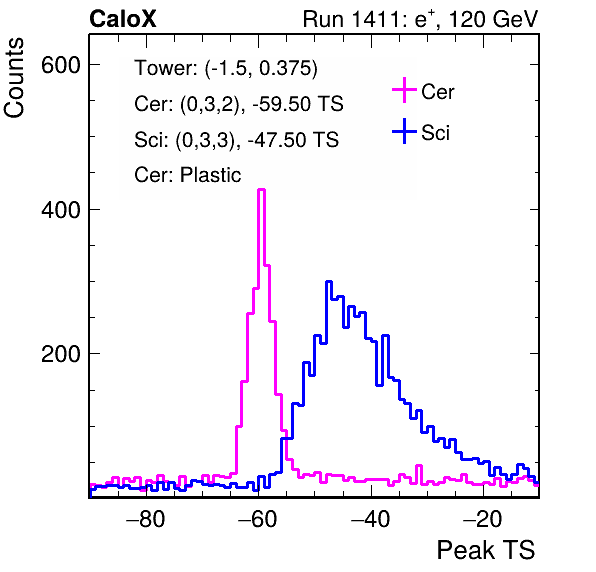 CaloX Run 1411: e⁺, 120 GeV
Counts
600
400
200
Tower: (-1.5, 0.375)
Cer: (0,3,2), -59.50 TS
Sci: (0,3,3), -47.50 TS
Cer: Plastic
Cer
Sci
−80 −60 −40 −20
Peak TS